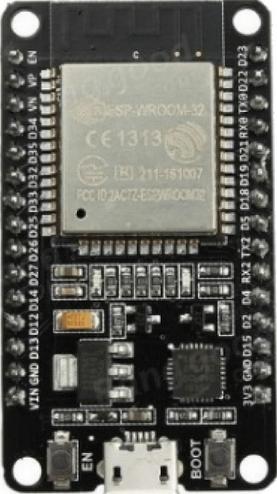 ESP-WROOM-32
CE 1313
R 211-161007
FCC ID:2AC7Z-ESPWROOM32
EN
VP
VN
D34
D35
D32
D33
D25
D26
D27
D14
D12
D13
GND
VIN
D23
D22
TX0
RX0
D21
D19
D18
D5
TX2
RX2
D4
D2
D15
GND
3V3
EN
BOOT